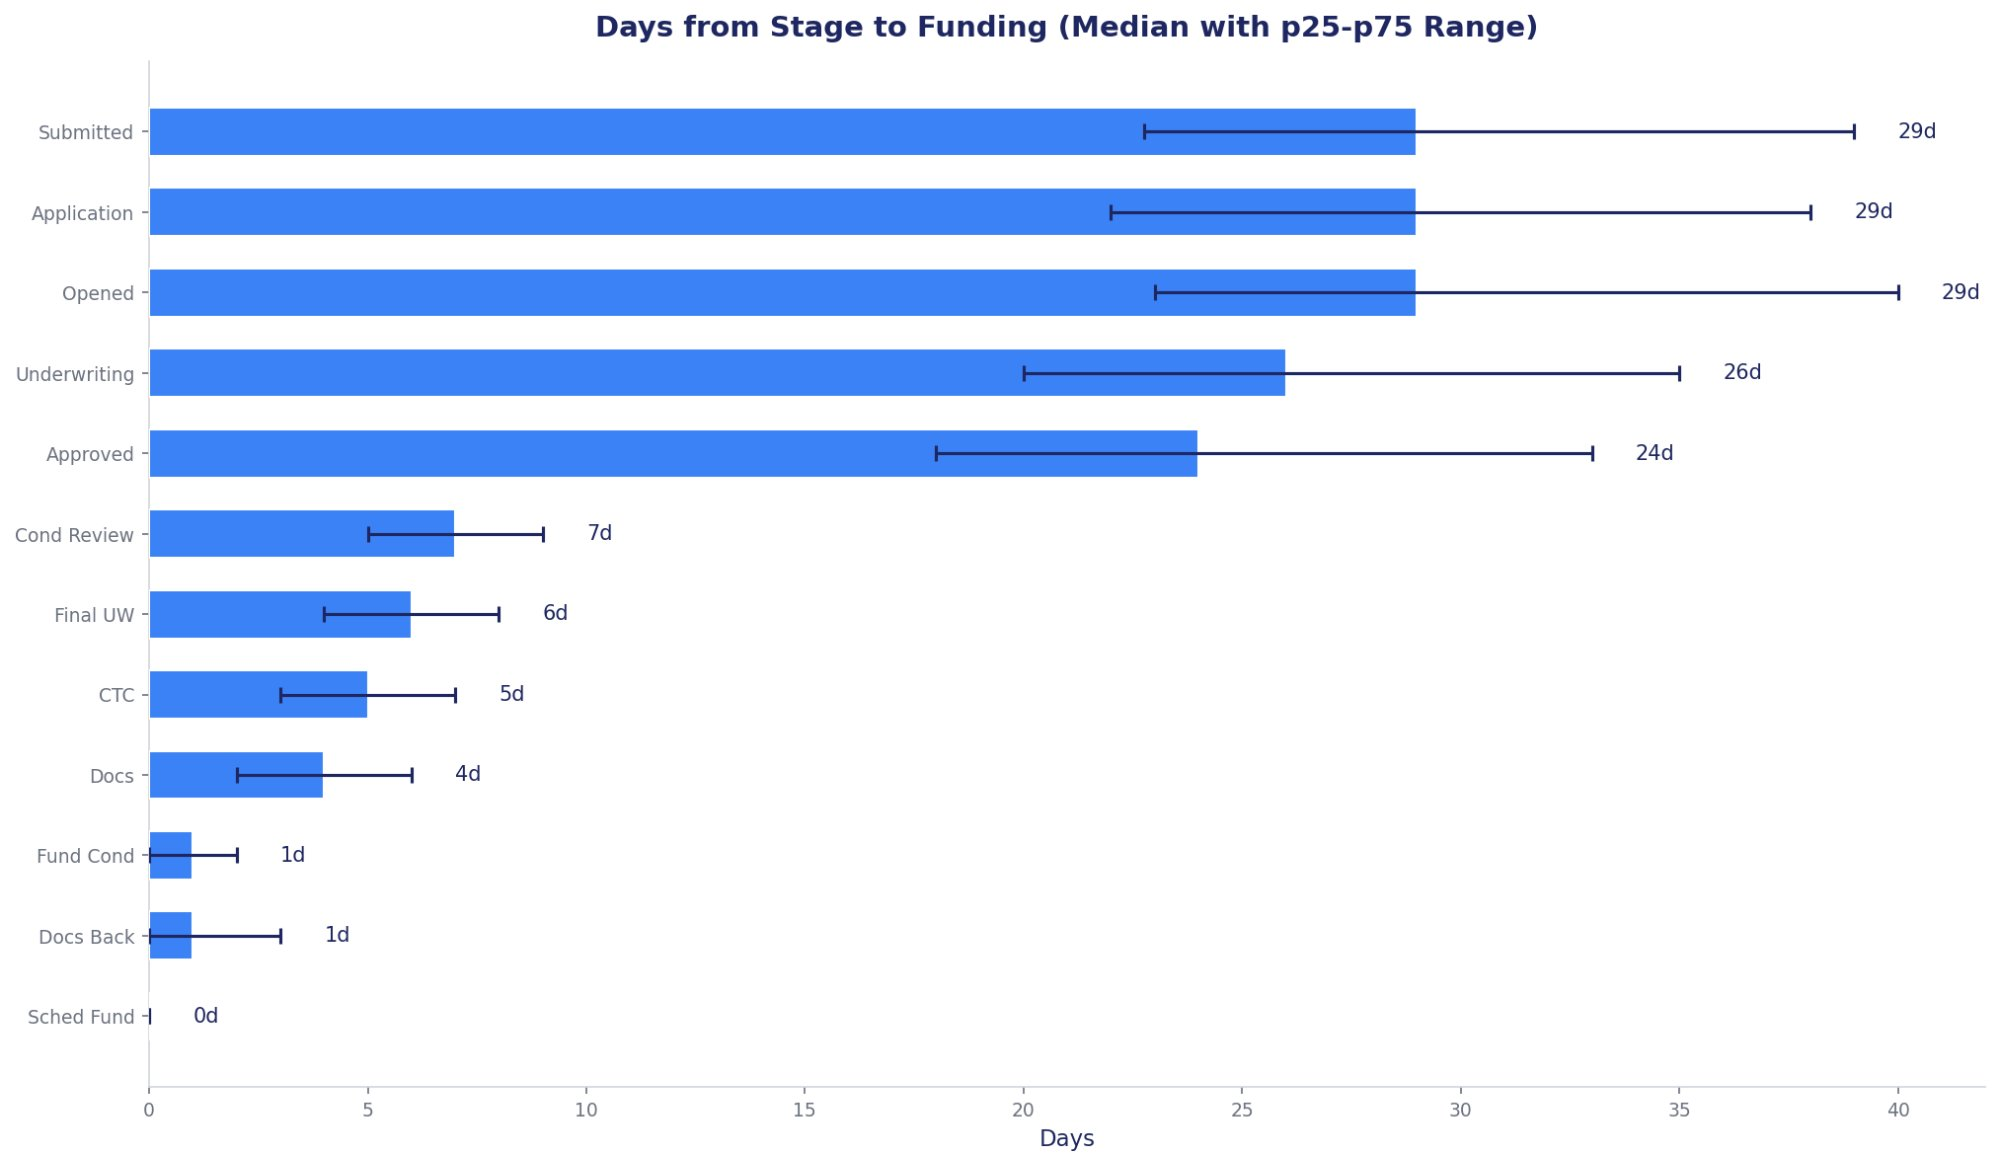 Days from Stage to Funding (Median with p25-p75 Range)
Submitted 29d
Application 29d
Opened 29d
Underwriting 26d
Approved 24d
Cond Review 7d
Final UW 6d
CTC 5d
Docs 4d
Fund Cond 1d
Docs Back 1d
Sched Fund 0d
0 5 10 15 20 25 30 35 40
Days